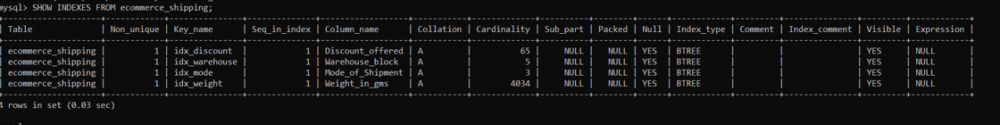 mysql> SHOW INDEXES FROM ecommerce_shipping;
+--------------------+------------+---------------+--------------+------------------+-----------+-------------+----------+--------+------+------------+---------+---------------+---------+------------+
| Table | Non_unique | Key_name | Seq_in_index | Column_name | Collation | Cardinality | Sub_part | Packed | Null | Index_type | Comment | Index_comment | Visible | Expression |
+--------------------+------------+---------------+--------------+------------------+-----------+-------------+----------+--------+------+------------+---------+---------------+---------+------------+
| ecommerce_shipping | 1 | idx_discount | 1 | Discount_offered | A | 65 | NULL | NULL | YES | BTREE | | | YES | NULL |
| ecommerce_shipping | 1 | idx_warehouse | 1 | Warehouse_block | A | 5 | NULL | NULL | YES | BTREE | | | YES | NULL |
| ecommerce_shipping | 1 | idx_mode | 1 | Mode_of_Shipment | A | 3 | NULL | NULL | YES | BTREE | | | YES | NULL |
| ecommerce_shipping | 1 | idx_weight | 1 | Weight_in_gms | A | 4034 | NULL | NULL | YES | BTREE | | | YES | NULL |
+--------------------+------------+---------------+--------------+------------------+-----------+-------------+----------+--------+------+------------+---------+---------------+---------+------------+
4 rows in set (0.03 sec)